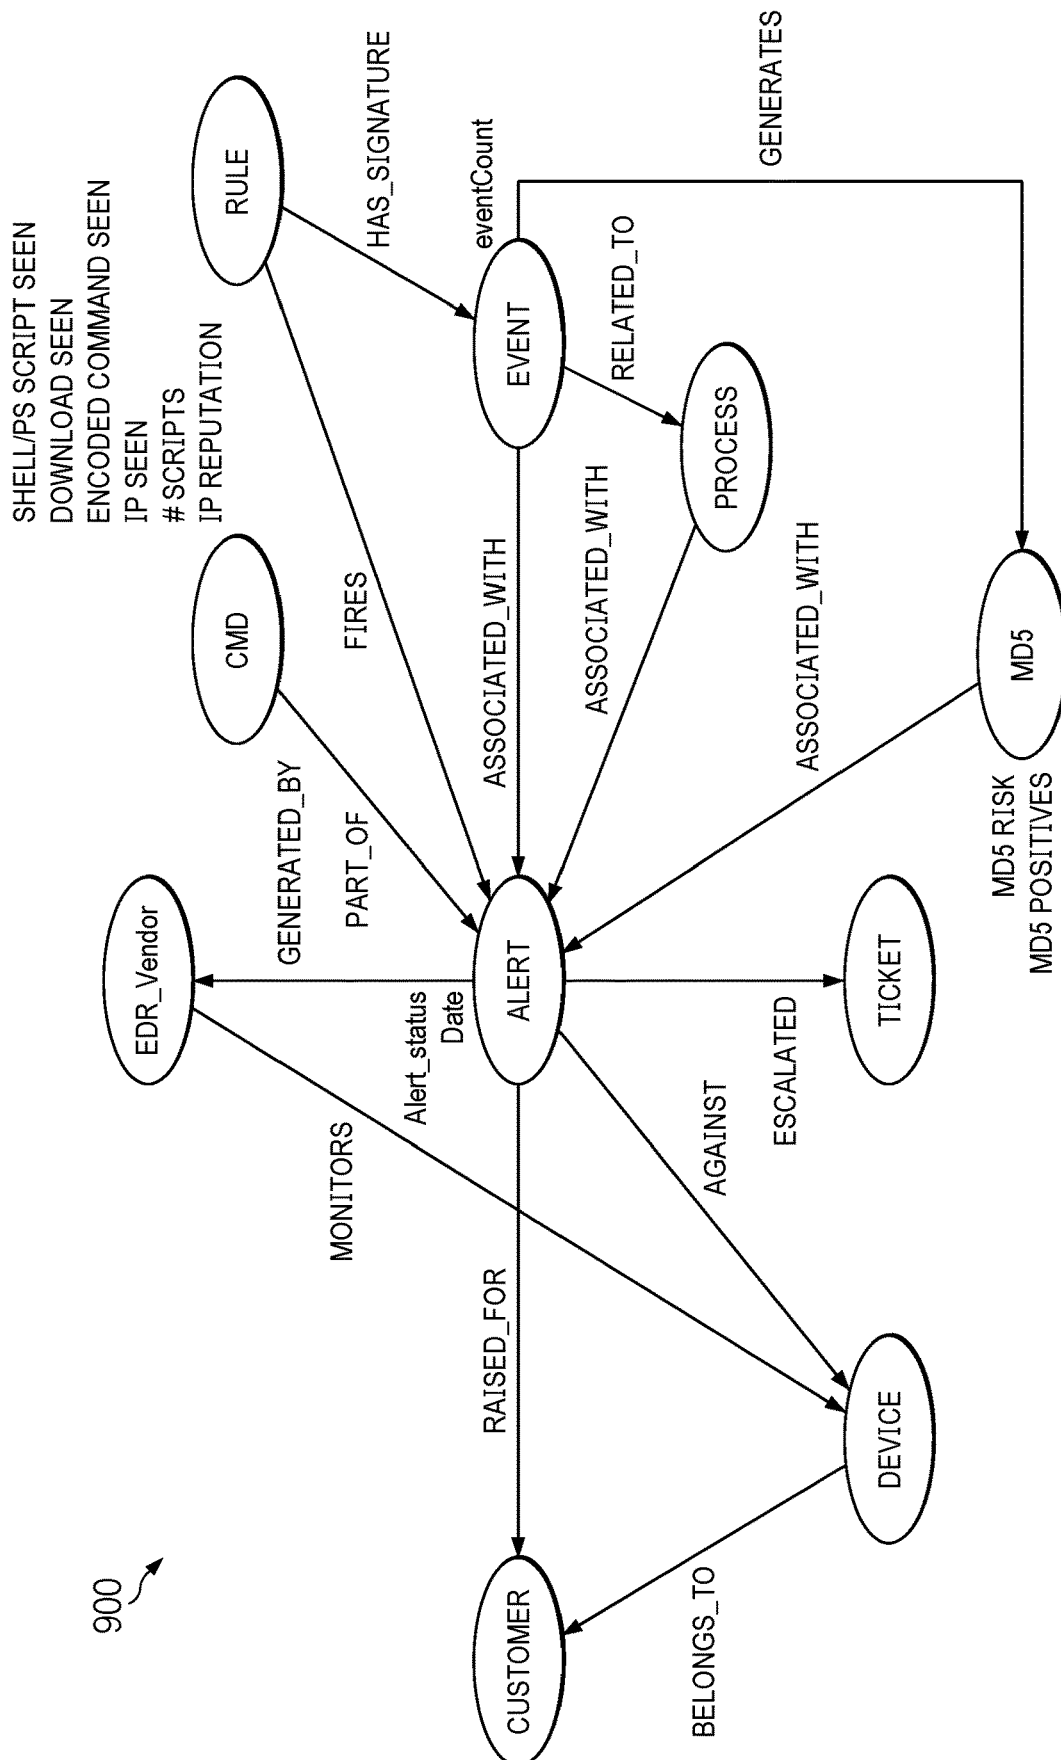 900
SHELL/PS SCRIPT SEEN
DOWNLOAD SEEN
ENCODED COMMAND SEEN
IP SEEN
# SCRIPTS
IP REPUTATION
EDR_Vendor
CMD
RULE
MONITORS
GENERATED_BY
PART_OF
FIRES
HAS_SIGNATURE
Alert_status
Date
eventCount
CUSTOMER
RAISED_FOR
ALERT
ASSOCIATED_WITH
EVENT
RELATED_TO
GENERATES
ASSOCIATED_WITH
PROCESS
BELONGS_TO
AGAINST
ESCALATED
ASSOCIATED_WITH
DEVICE
TICKET
MD5 RISK
MD5 POSITIVES
MD5